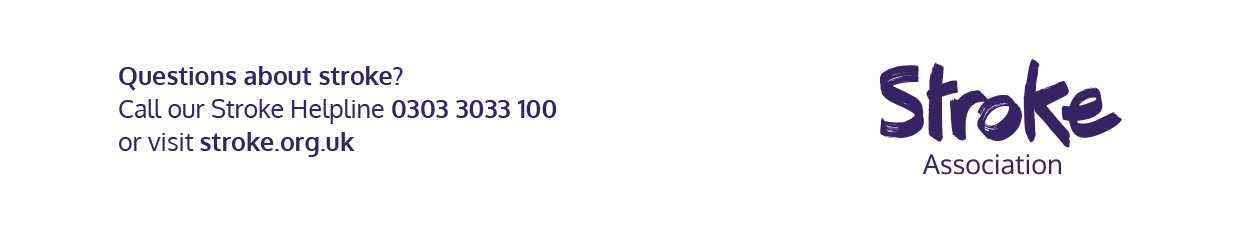 Questions about stroke?
Call our Stroke Helpline 0303 3033 100
or visit stroke.org.uk
Stroke
Association